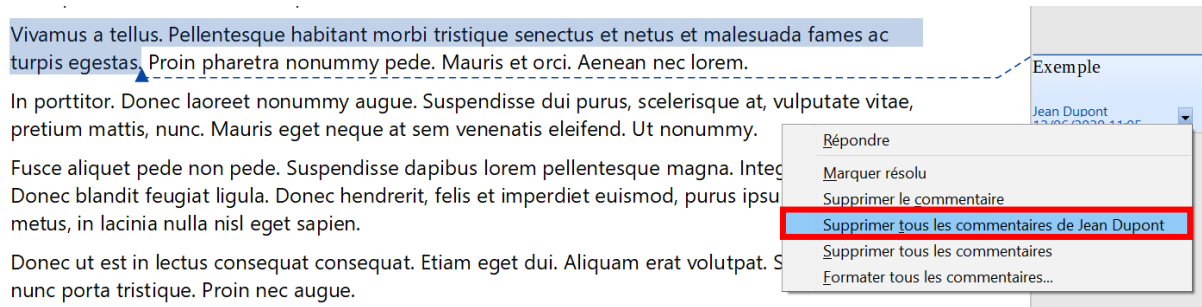 Vivamus a tellus. Pellentesque habitant morbi tristique senectus et netus et malesuada fames ac
turpis egestas. Proin pharetra nonummy pede. Mauris et orci. Aenean nec lorem.
In porttitor. Donec laoreet nonummy augue. Suspendisse dui purus, scelerisque at, vulputate vitae,
pretium mattis, nunc. Mauris eget neque at sem venenatis eleifend. Ut nonummy.
Fusce aliquet pede non pede. Suspendisse dapibus lorem pellentesque magna.
Donec blandit feugiat ligula. Donec hendrerit, felis et imperdiet euismod, purus
metus, in lacinia nulla nisl eget sapien.
Donec ut est in lectus consequat consequat. Etiam eget dui. Aliquam erat volutpat.
nunc porta tristique. Proin nec augue.
Exemple
Jean Dupont
Répondre
Marquer résolu
Supprimer le commentaire
Supprimer tous les commentaires de Jean Dupont
Supprimer tous les commentaires
Formater tous les commentaires...